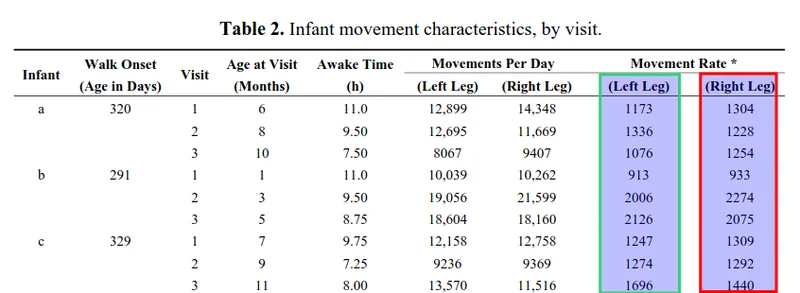 Table 2. Infant movement characteristics, by visit.
Infant Walk Onset (Age in Days) Visit Age at Visit (Months) Awake Time (h) Movements Per Day Movement Rate *
(Left Leg) (Right Leg) (Left Leg) (Right Leg)
a 320 1 6 11.0 12,899 14,348 1173 1304
2 8 9.50 12,695 11,669 1336 1228
3 10 7.50 8067 9407 1076 1254
b 291 1 1 11.0 10,039 10,262 913 933
2 3 9.50 19,056 21,599 2006 2274
3 5 8.75 18,604 18,160 2126 2075
c 329 1 7 9.75 12,158 12,758 1247 1309
2 9 7.25 9236 9369 1274 1292
3 11 8.00 13,570 11,516 1696 1440